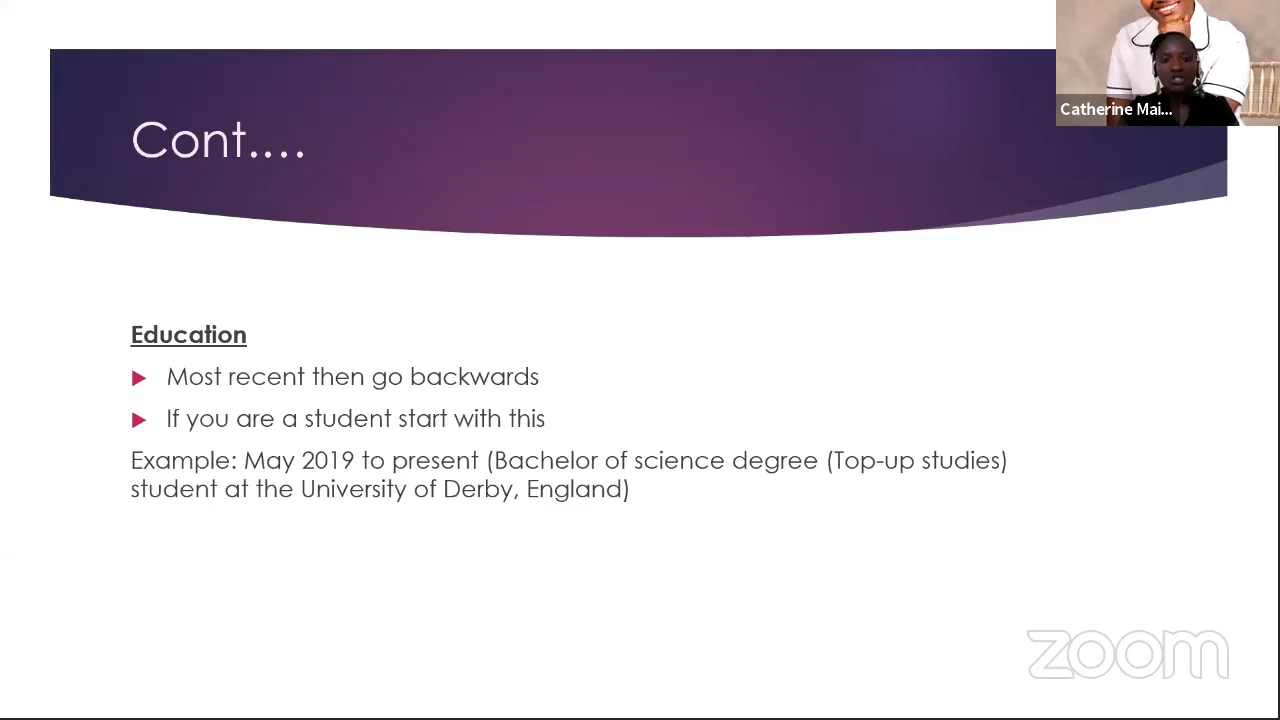 Catherine Mai...
Cont....
Education
Most recent then go backwards
If you are a student start with this
Example: May 2019 to present (Bachelor of science degree (Top-up studies)
student at the University of Derby, England)
zoom